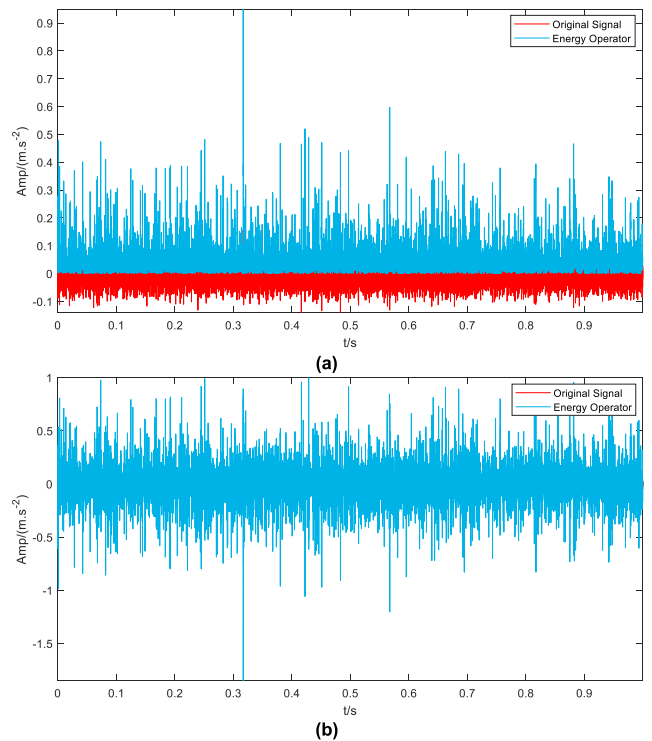 Original Signal
Energy Operator
0.9
0.8
0.7
0.6
0.5
0.4
0.3
0.2
0.1
0
-0.1
Amp/(m.s-2)
0 0.1 0.2 0.3 0.4 0.5 0.6 0.7 0.8 0.9
t/s
(a)
Original Signal
Energy Operator
1
0.5
0
-0.5
-1
-1.5
Amp/(m.s-2)
0 0.1 0.2 0.3 0.4 0.5 0.6 0.7 0.8 0.9
t/s
(b)